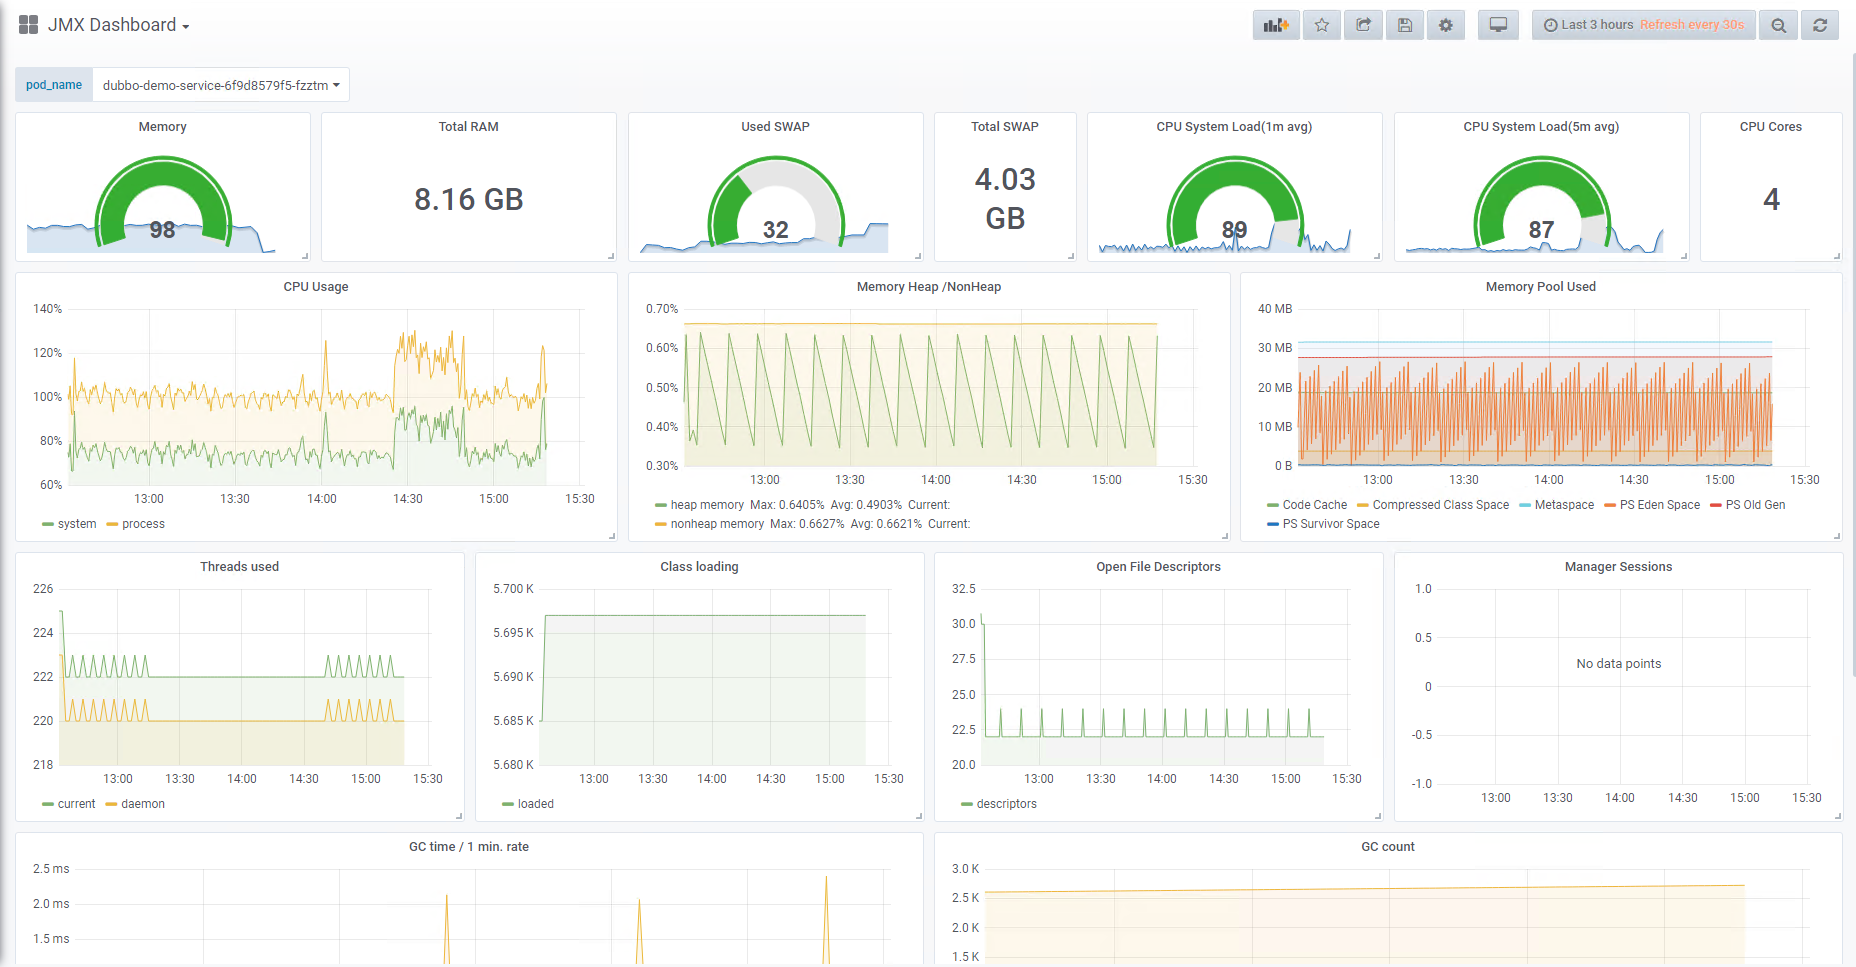 JMX Dashboard
Last 3 hours Refresh every 30s
pod_name dubbo-demo-service-6f9d8579f5-fzztm
Memory
98
Total RAM
8.16 GB
Used SWAP
32
Total SWAP
4.03
GB
CPU System Load(1m avg)
89
CPU System Load(5m avg)
87
CPU Cores
4
CPU Usage
140%
120%
100%
80%
60%
13:00 13:30 14:00 14:30 15:00 15:30
system process
Memory Heap /NonHeap
0.70%
0.60%
0.50%
0.40%
0.30%
13:00 13:30 14:00 14:30 15:00 15:30
heap memory Max: 0.6405% Avg: 0.4903% Current:
nonheap memory Max: 0.6627% Avg: 0.6621% Current:
Memory Pool Used
40 MB
30 MB
20 MB
10 MB
0 B
13:00 13:30 14:00 14:30 15:00 15:30
Code Cache Compressed Class Space Metaspace PS Eden Space PS Old Gen
PS Survivor Space
Threads used
226
224
222
220
218
13:00 13:30 14:00 14:30 15:00 15:30
current daemon
Class loading
5.700 K
5.695 K
5.690 K
5.685 K
5.680 K
13:00 13:30 14:00 14:30 15:00 15:30
loaded
Open File Descriptors
32.5
30.0
27.5
25.0
22.5
20.0
13:00 13:30 14:00 14:30 15:00 15:30
descriptors
Manager Sessions
1.0
0.5
No data points
0
-0.5
-1.0
13:00 13:30 14:00 14:30 15:00 15:30
GC time / 1 min. rate
2.5 ms
2.0 ms
1.5 ms
GC count
3.0 K
2.5 K
2.0 K
1.5 K